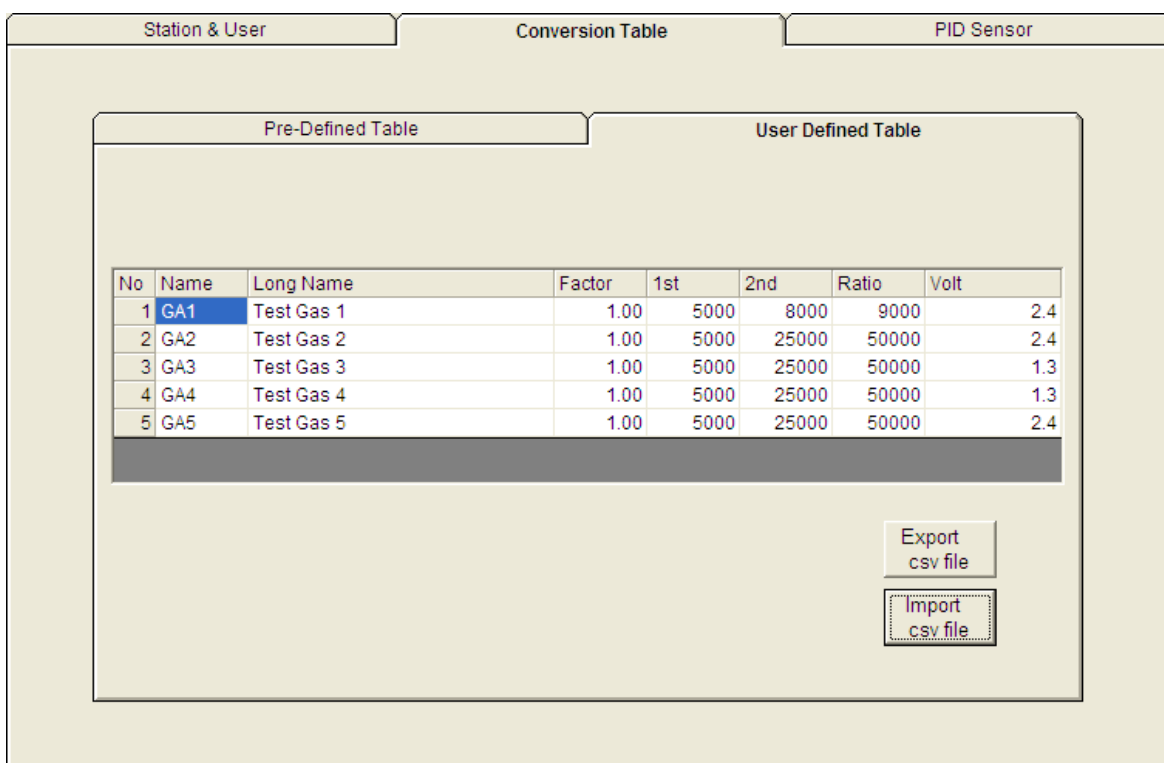 Station & User Conversion Table PID Sensor
Pre-Defined Table User Defined Table
No Name Long Name Factor 1st 2nd Ratio Volt
1 GA1 Test Gas 1 1.00 5000 8000 9000 2.4
2 GA2 Test Gas 2 1.00 5000 25000 50000 2.4
3 GA3 Test Gas 3 1.00 5000 25000 50000 1.3
4 GA4 Test Gas 4 1.00 5000 25000 50000 1.3
5 GA5 Test Gas 5 1.00 5000 25000 50000 2.4
Export
csv file
Import
csv file